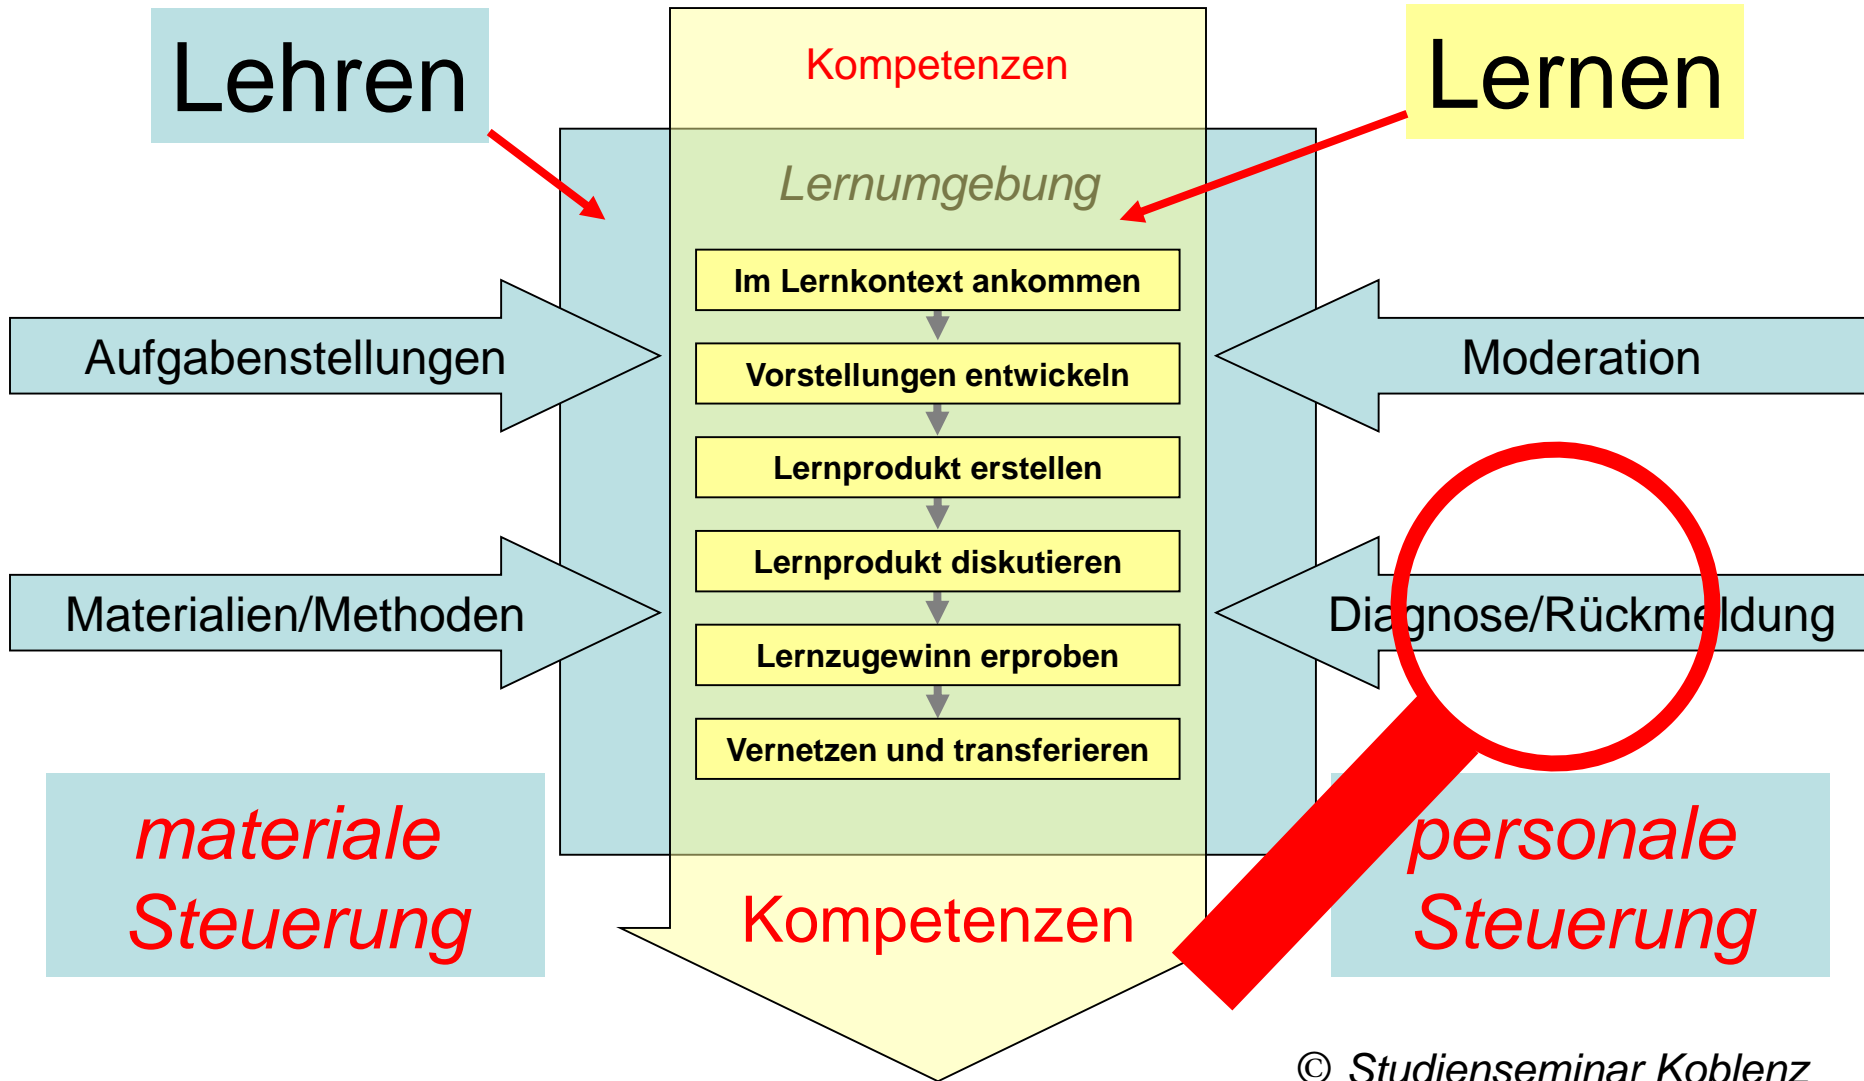 Lehren
Kompetenzen
Lernen
Lernumgebung
Im Lernkontext ankommen
Aufgabenstellungen
Vorstellungen entwickeln
Moderation
Lernprodukt erstellen
Lernprodukt diskutieren
Materialien/Methoden
Diagnose/Rückmeldung
Lernzugewinn erproben
Vernetzen und transferieren
materiale
Steuerung
Kompetenzen
personale
Steuerung
© Studienseminar Koblenz